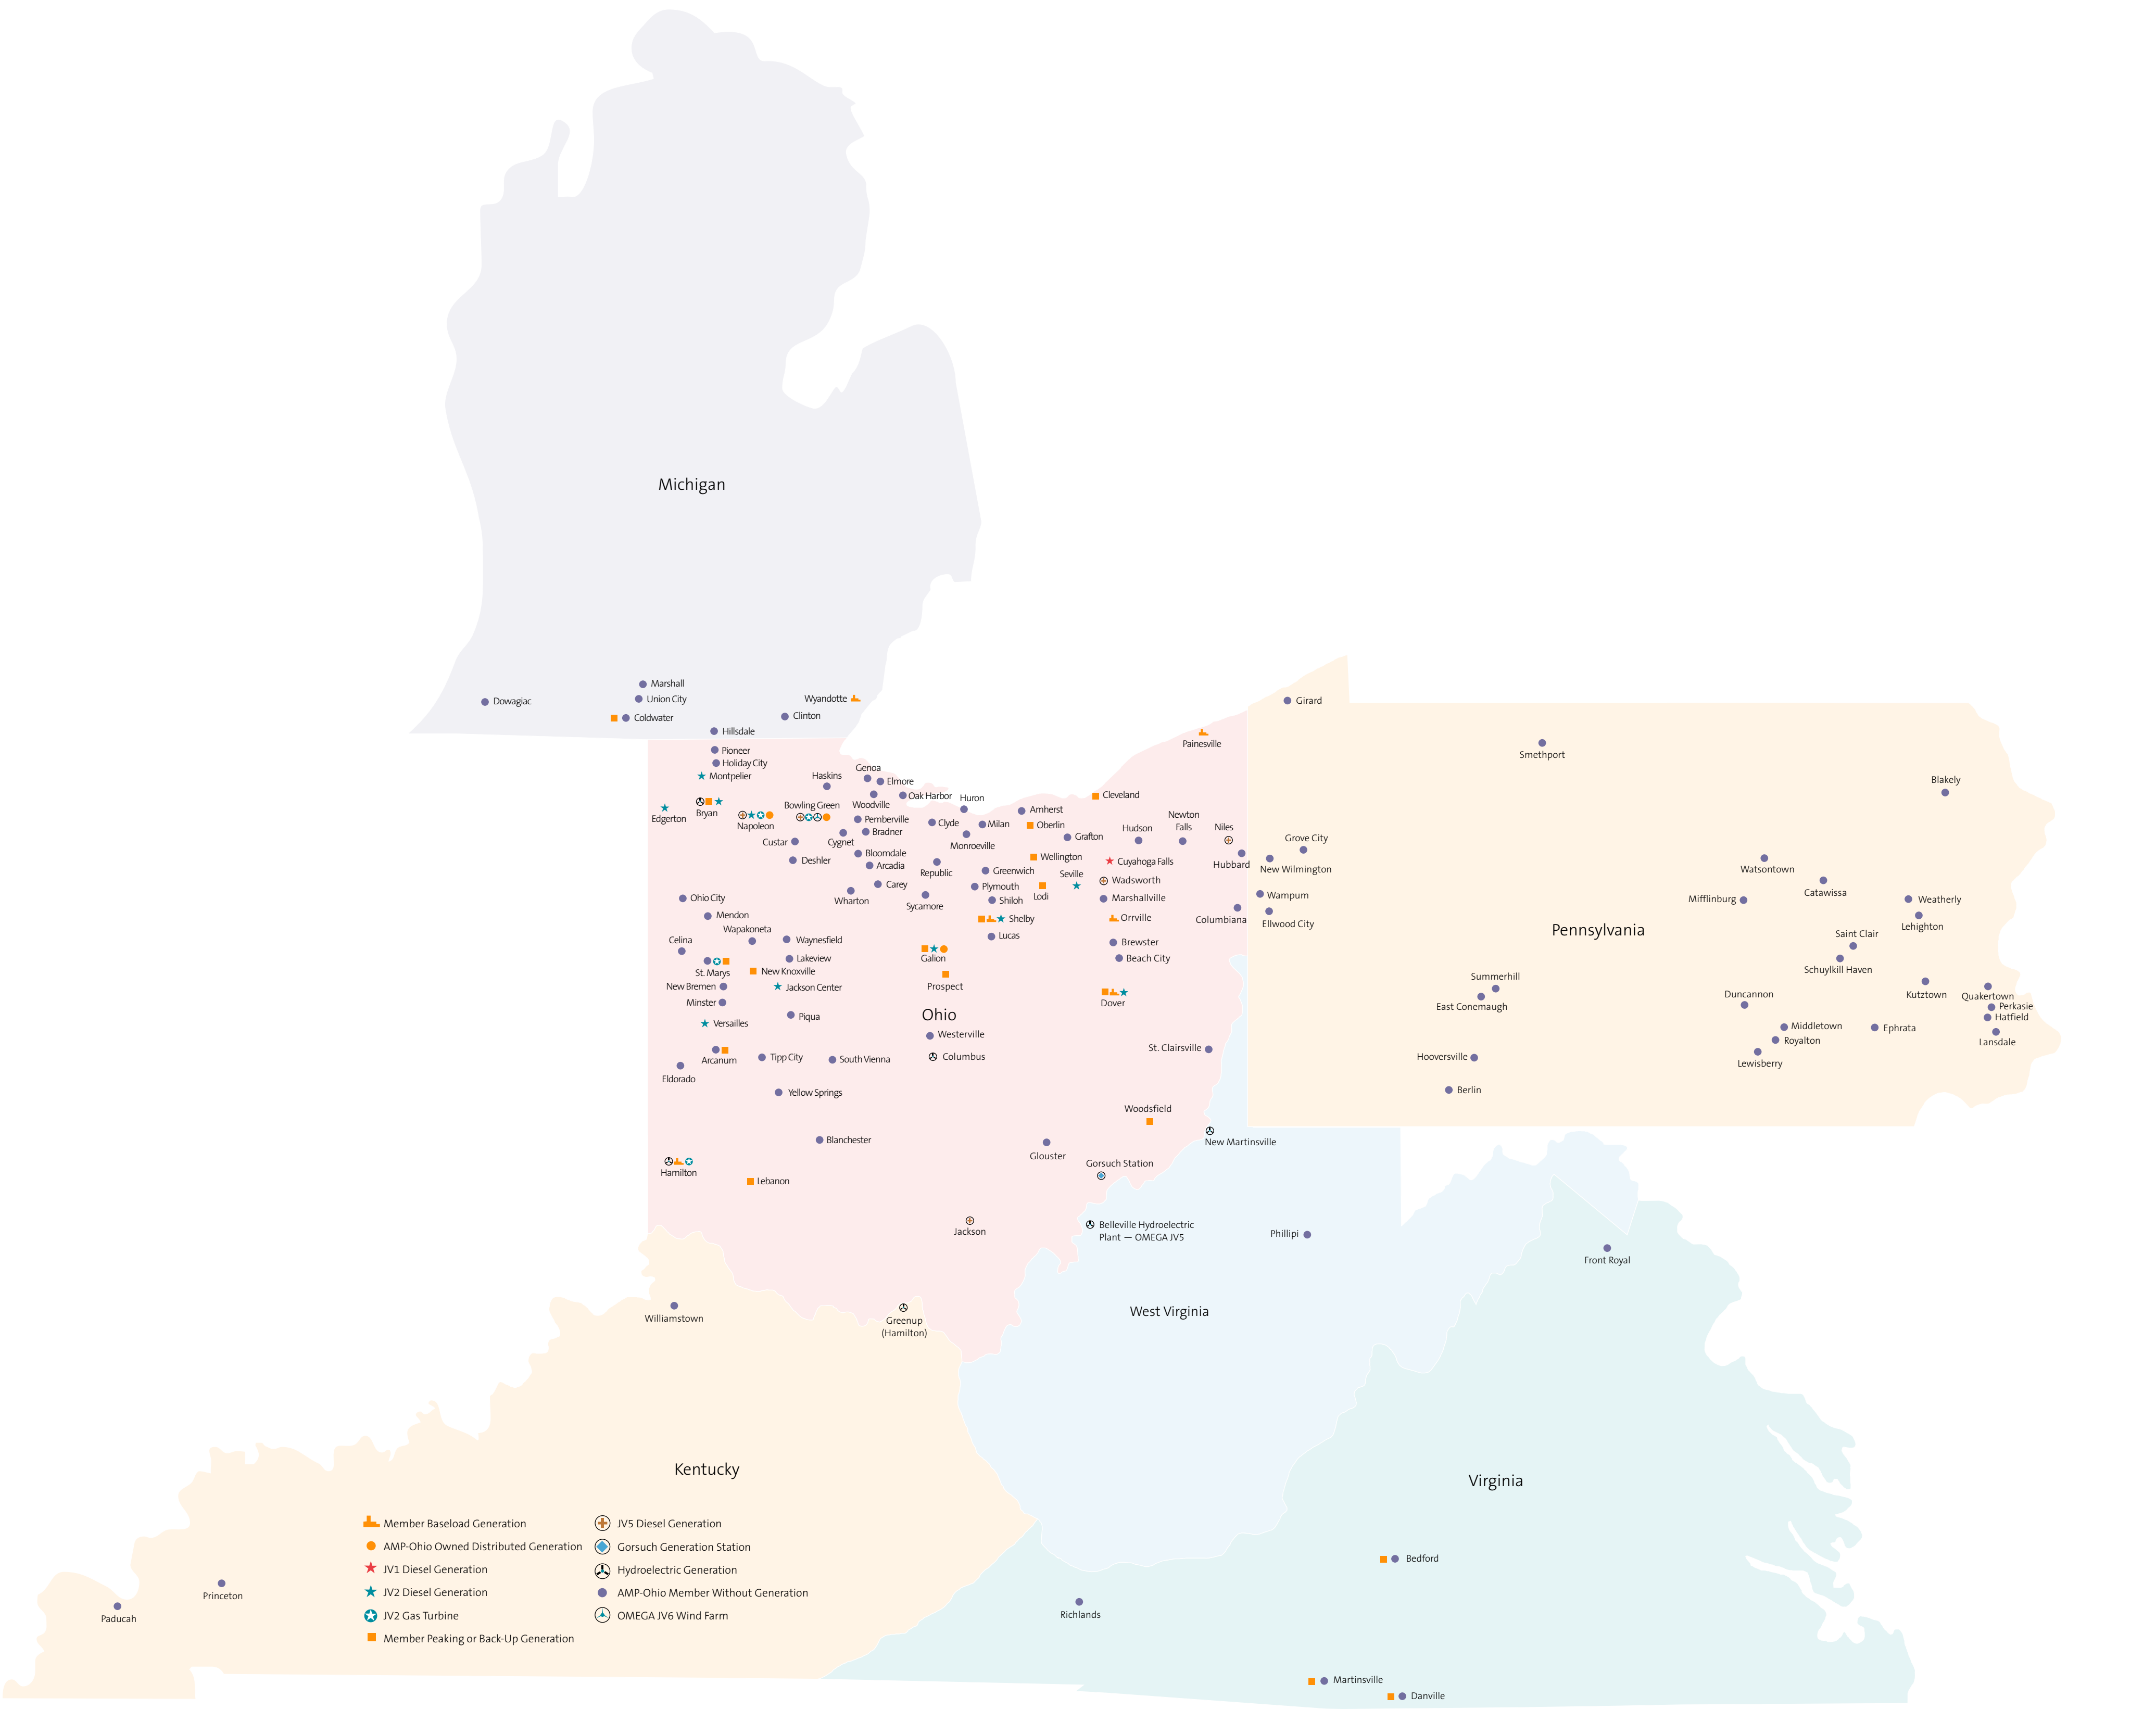 Michigan
Marshall
Dowagiac
Union City
Wyandotte
Coldwater
Clinton
Hillsdale
Girard
Pioneer
Holiday City
Montpelier
Painesville
Smethport
Genoa
Haskins
Elmore
Blakely
Oak Harbor
Huron
Cleveland
Woodville
Bowling Green
Edgerton
Bryan
Napoleon
Pemberville
Clyde
Milan
Amherst
Oberlin
Newton
Falls
Niles
Hudson
Bradner
Custar
Cygnet
Monroeville
Grafton
Grove City
Deshler
Bloomdale
Arcadia
Republic
Wellington
Cuyahoga Falls
Hubbard
New Wilmington
Greenwich
Seville
Watsontown
Carey
Plymouth
Lodi
Wadsworth
Catawissa
Ohio City
Wharton
Sycamore
Shiloh
Marshallville
Wampum
Mifflinburg
Weatherly
Mendon
Shelby
Orrville
Columbiana
Ellwood City
Lehighton
Wapakoneta
Pennsylvania
Saint Clair
Celina
Waynesfield
Lucas
Brewster
Lakeview
Galion
Beach City
Schuylkill Haven
St. Marys
New Knoxville
Summerhill
New Bremen
Jackson Center
Prospect
Duncannon
Kutztown
Quakertown
Minster
Dover
East Conemaugh
Perkasie
Ohio
Piqua
Hatfield
Versailles
Middletown
Ephrata
Westerville
Royalton
Lansdale
Arcanum
Tipp City
South Vienna
Columbus
St. Clairsville
Hooversville
Lewisberry
Eldorado
Yellow Springs
Berlin
Woodsfield
Blanchester
New Martinsville
Glouster
Gorsuch Station
Hamilton
Lebanon
Jackson
Belleville Hydroelectric
Plant — OMEGA JV5
Phillipi
Front Royal
Williamstown
Greenup
(Hamilton)
West Virginia
Kentucky
Virginia
Member Baseload Generation
AMP-Ohio Owned Distributed Generation
JV1 Diesel Generation
JV2 Diesel Generation
JV2 Gas Turbine
Member Peaking or Back-Up Generation
JV5 Diesel Generation
Gorsuch Generation Station
Hydroelectric Generation
AMP-Ohio Member Without Generation
OMEGA JV6 Wind Farm
Bedford
Princeton
Paducah
Richlands
Martinsville
Danville